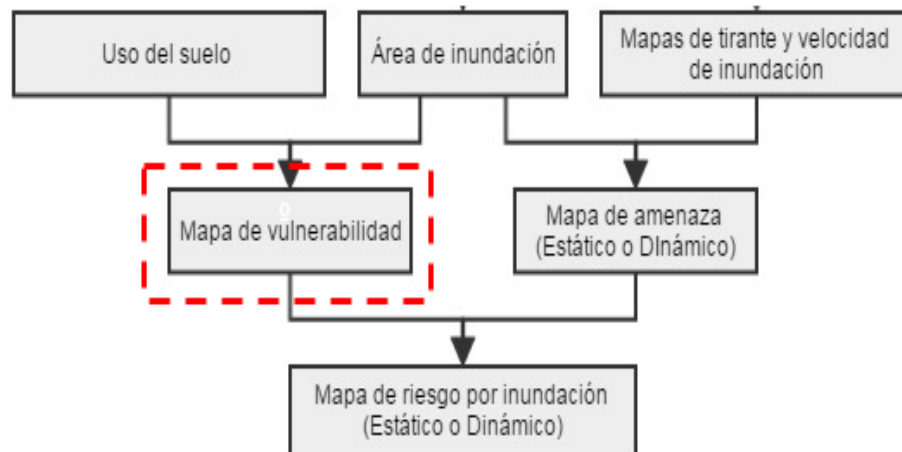 Uso del suelo
Área de inundación
Mapas de tirante y velocidad
de inundación
o
Mapa de vulnerabilidad
Mapa de amenaza
(Estático o DInámico)
Mapa de riesgo por inundación
(Estático o Dinámico)